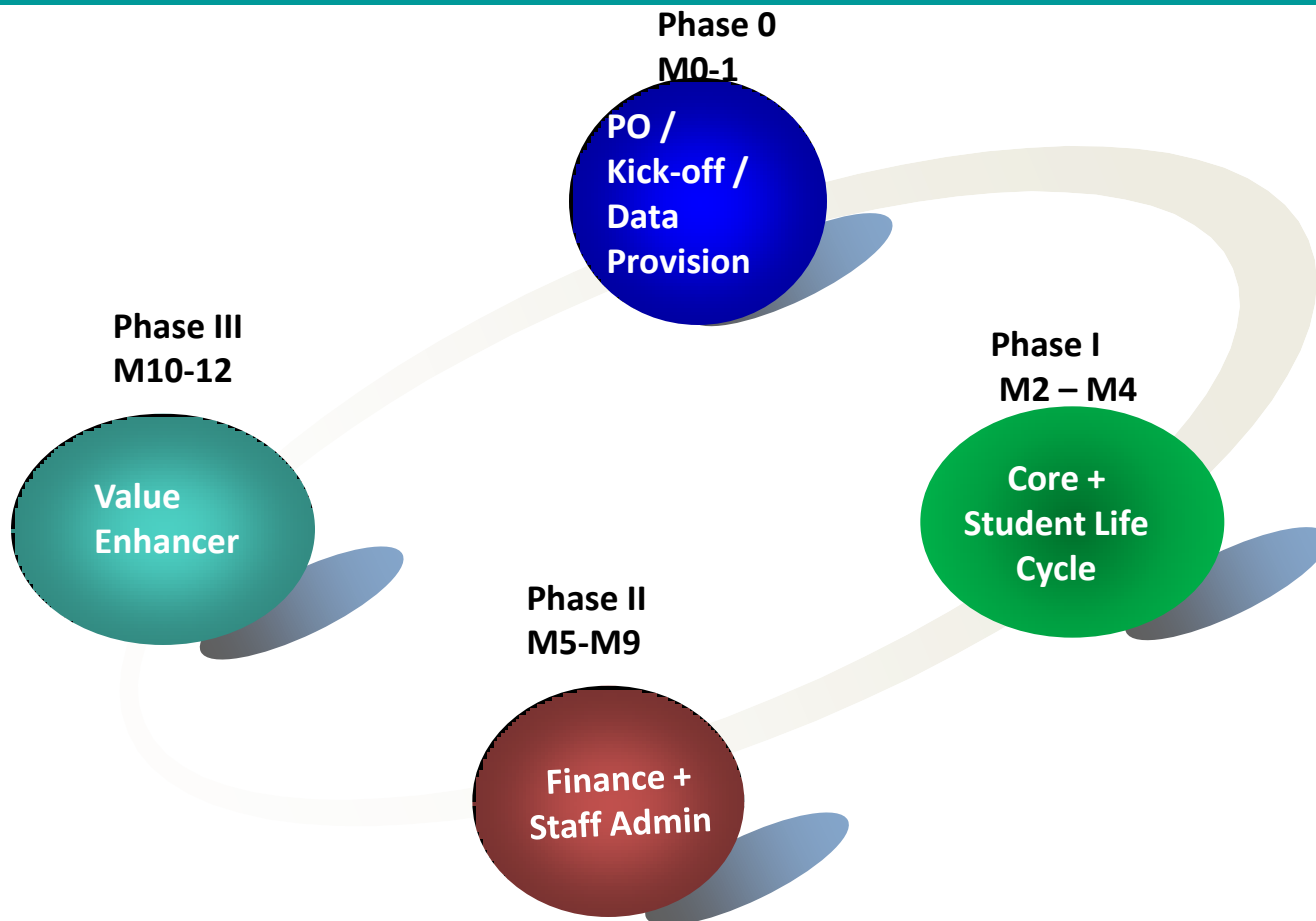 Phase 0
M0-1
PO /
Kick-off /
Data
Provision
Phase I
M2 – M4
Core +
Student Life
Cycle
Phase II
M5-M9
Finance +
Staff Admin
Phase III
M10-12
Value
Enhancer